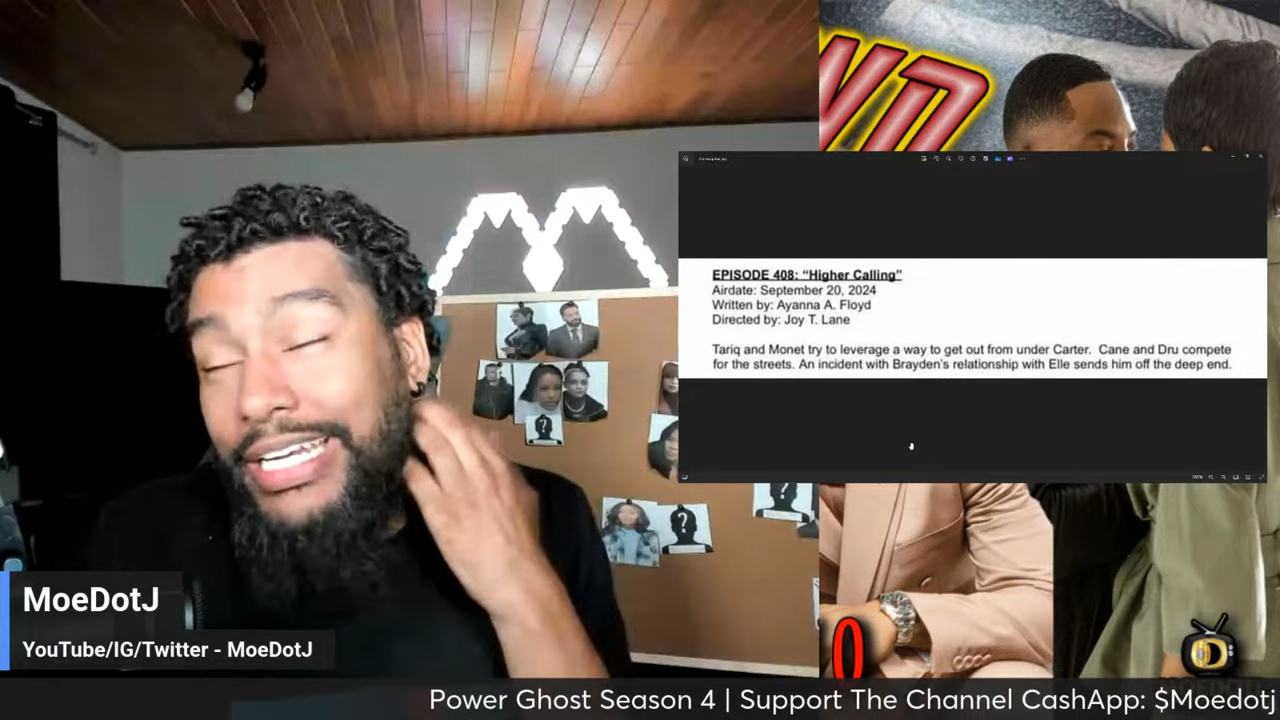 EPISODE 408: “Higher Calling”
Airdate: September 20, 2024
Written by: Ayanna A. Floyd
Directed by: Joy T. Lane
Tariq and Monet try to leverage a way to get out from under Carter. Cane and Dru compete
for the streets. An incident with Brayden's relationship with Elle sends him off the deep end.
?
?
?
0
MoeDotJ
YouTube/IG/Twitter - MoeDotJ
Power Ghost Season 4 | Support The Channel CashApp: $Moedotj